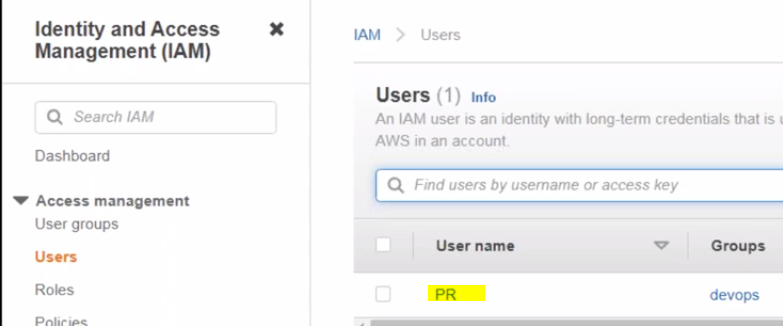 Identity and Access
Management (IAM)
Search IAM
Dashboard
Access management
User groups
Users
Roles
Policies
IAM > Users
Users (1) Info
An IAM user is an identity with long-term credentials that is
AWS in an account.
Find users by username or access key
User name Groups
PR devops